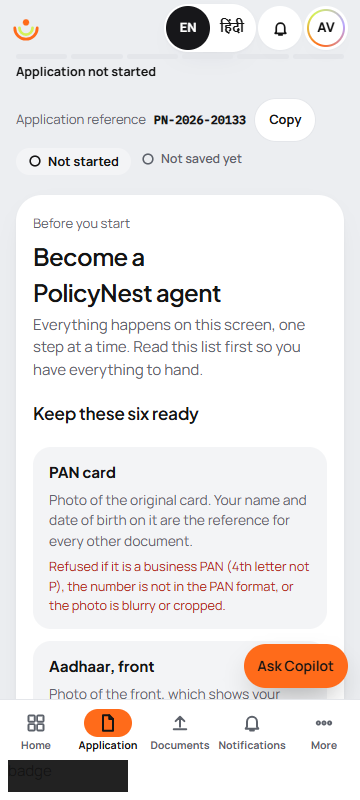 EN
हिंदी
AV
Application not started
Application reference PN-2026-20133 Copy
Not started
Not saved yet
Before you start
Become a
PolicyNest agent
Everything happens on this screen, one
step at a time. Read this list first so you
have everything to hand.
Keep these six ready
PAN card
Photo of the original card. Your name and
date of birth on it are the reference for
every other document.
Refused if it is a business PAN (4th letter not
P), the number is not in the PAN format, or
the photo is blurry or cropped.
Aadhaar, front
Ask Copilot
Photo of the front, which shows your
Home
Application
Documents
Notifications
More
badge